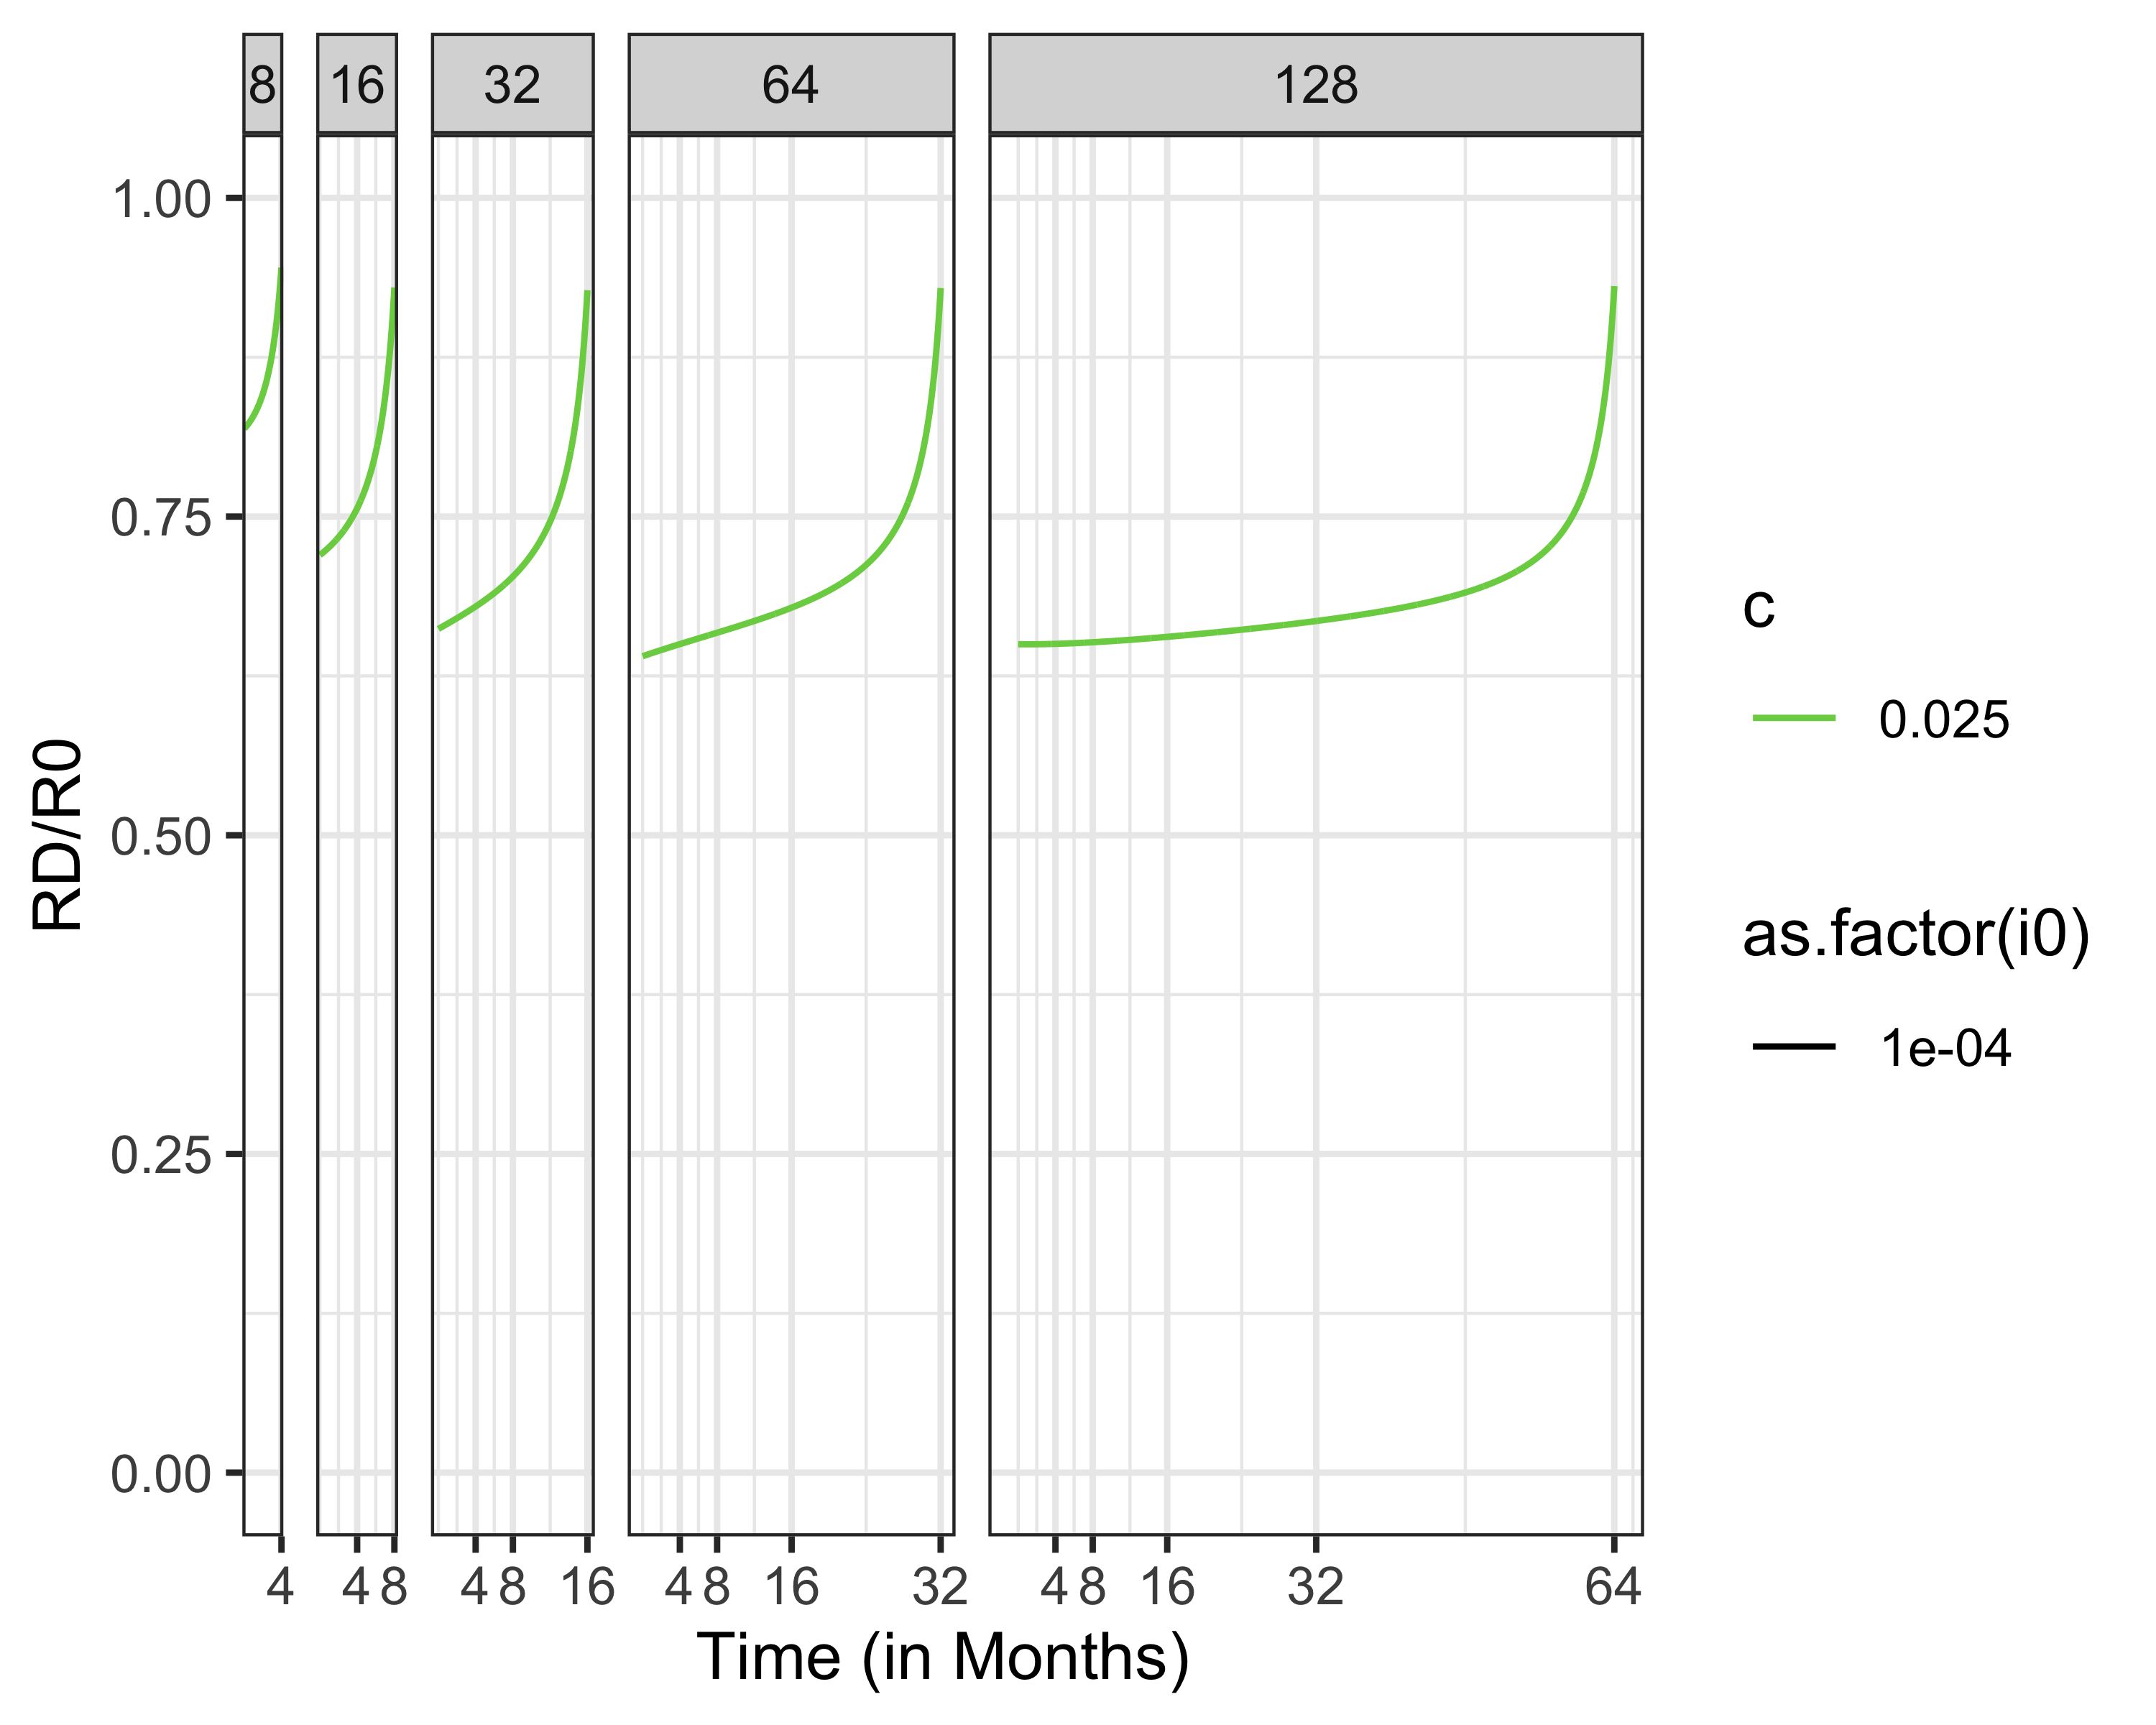 8 16 32 64 128
1.00
0.75
0.50
0.25
0.00
RD/R0
4 4 8 4 8 16 4 8 16 32 4 8 16 32 64
Time (in Months)
c
0.025
as.factor(i0)
1e-04